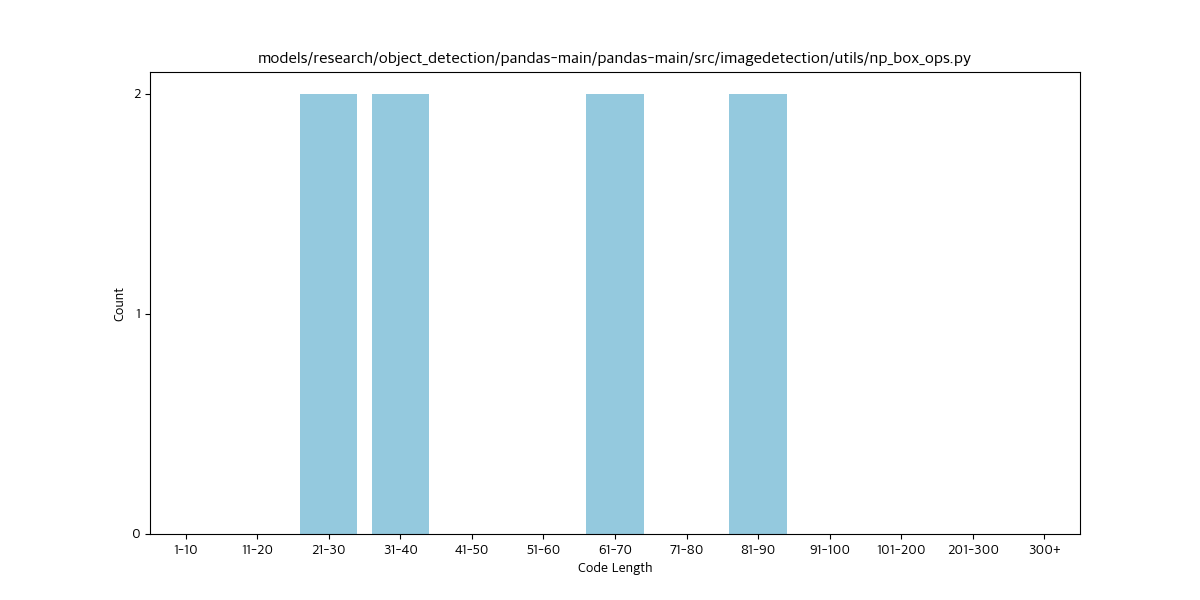 models/research/object_detection/pandas-main/pandas-main/src/imagedetection/utils/np_box_ops.py
2
1
0
Count
1-10 11-20 21-30 31-40 41-50 51-60 61-70 71-80 81-90 91-100 101-200 201-300 300+
Code Length